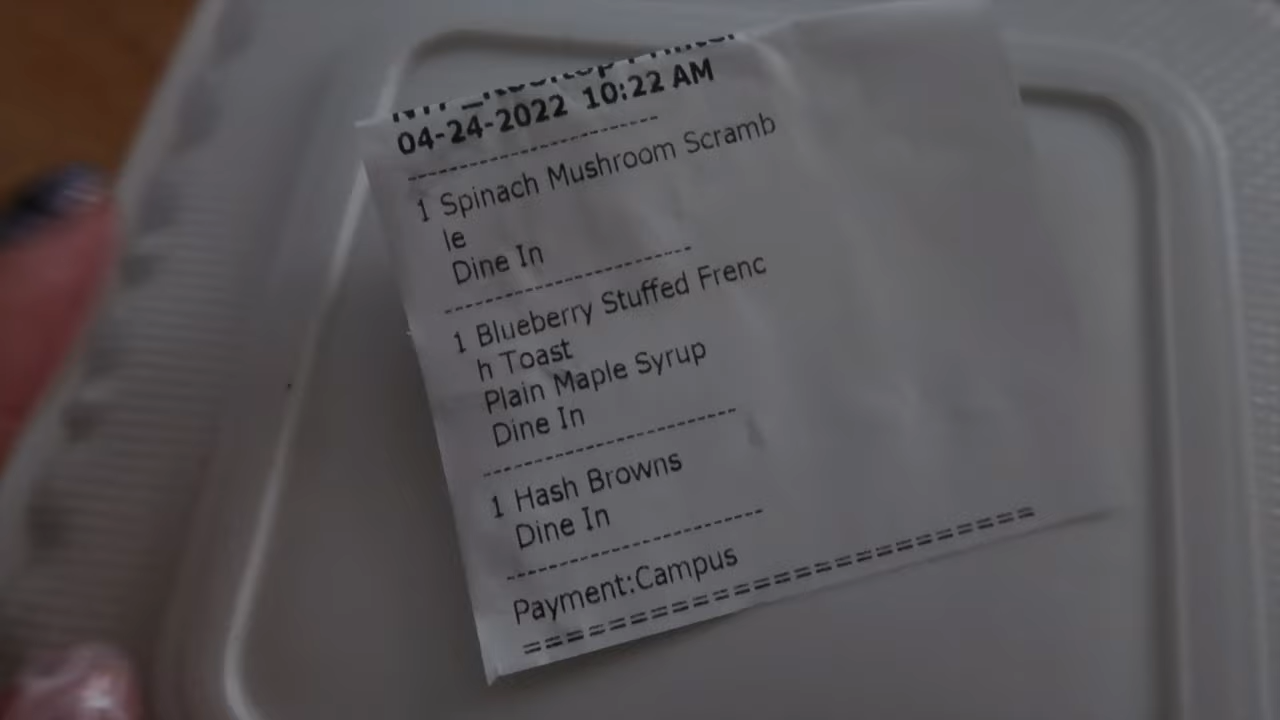 04-24-2022 10:22 AM
--------------------
1 Spinach Mushroom Scramb
le
Dine In
--------------------
1 Blueberry Stuffed Frenc
h Toast
Plain Maple Syrup
Dine In
--------------------
1 Hash Browns
Dine In
--------------------
Payment:Campus
========================